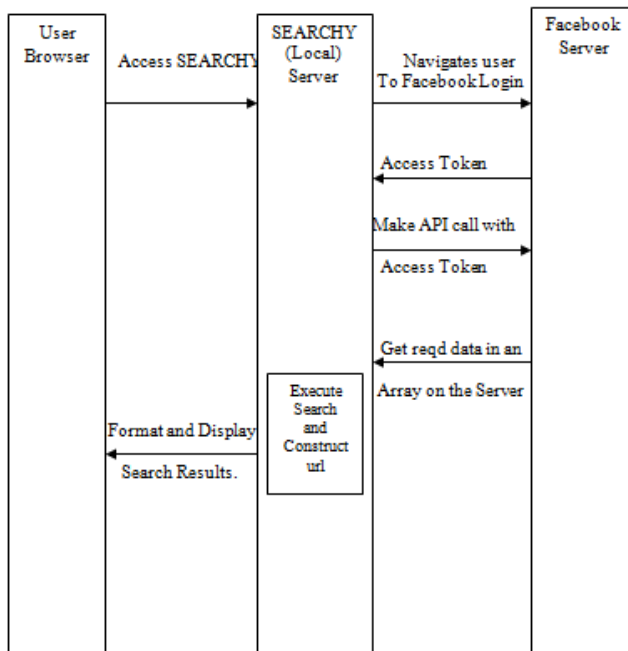 User
Browser
SEARCHY
(Local)
Server
Facebook
Server
Access SEARCHY
Navigates user
To Facebook Login
Access Token
Make API call with
Access Token
Get reqd data in an
Array on the Server
Execute
Search
and
Construct
url
Format and Display
Search Results.